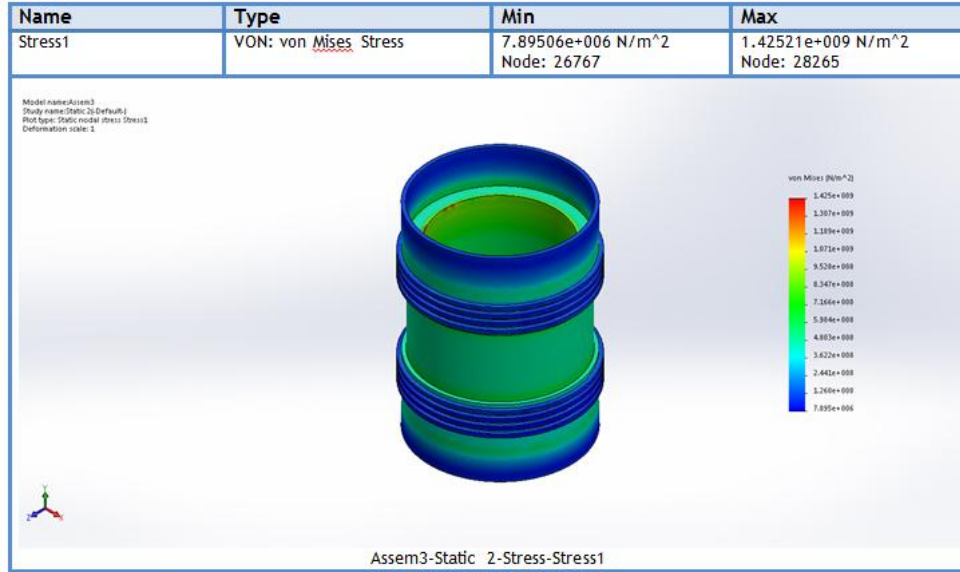 Name Type Min Max
Stress1 VON: von Mises Stress 7.89506e+006 N/m^2 1.42521e+009 N/m^2
Node: 26767 Node: 28265
Model name:Assem3
Study name:Static 2(-Default-)
Plot type: Static nodal stress Stress1
Deformation scale: 1
von Mises (N/m^2)
1.425e+009
1.307e+009
1.189e+009
1.071e+009
9.528e+008
8.347e+008
7.166e+008
5.984e+008
4.803e+008
3.622e+008
2.441e+008
1.260e+008
7.895e+006
Y
Z X
Assem3-Static 2-Stress-Stress1